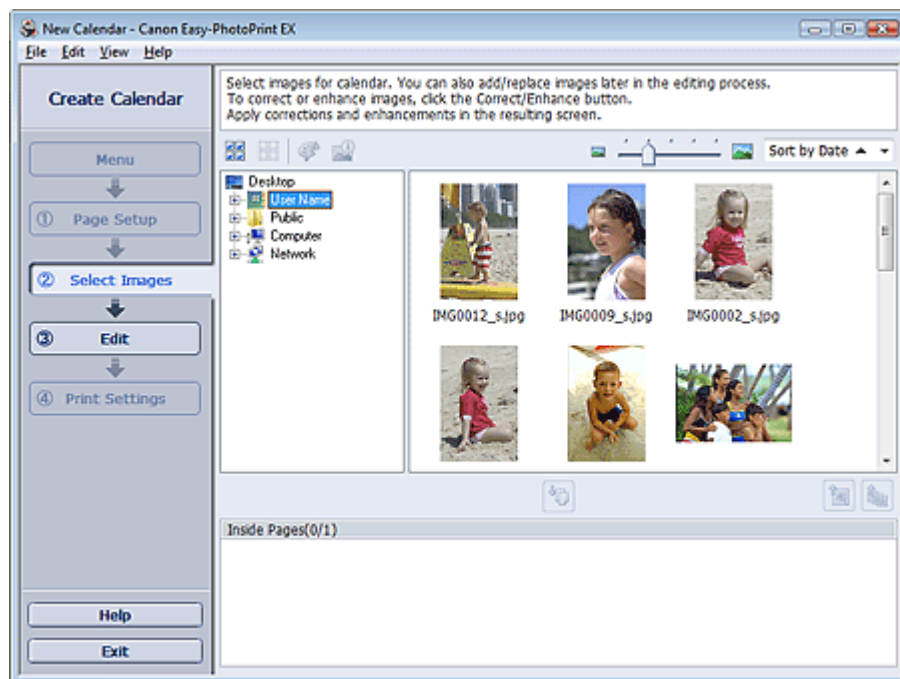 New Calendar - Canon Easy-PhotoPrint EX
File Edit View Help
Create Calendar
Menu
① Page Setup
② Select Images
③ Edit
④ Print Settings
Help
Exit
Select images for calendar. You can also add/replace images later in the editing process.
To correct or enhance images, click the Correct/Enhance button.
Apply corrections and enhancements in the resulting screen.
Sort by Date
Desktop
User Name
Public
Computer
Network
IMG0012_s.jpg IMG0009_s.jpg IMG0002_s.jpg
Inside Pages(0/1)